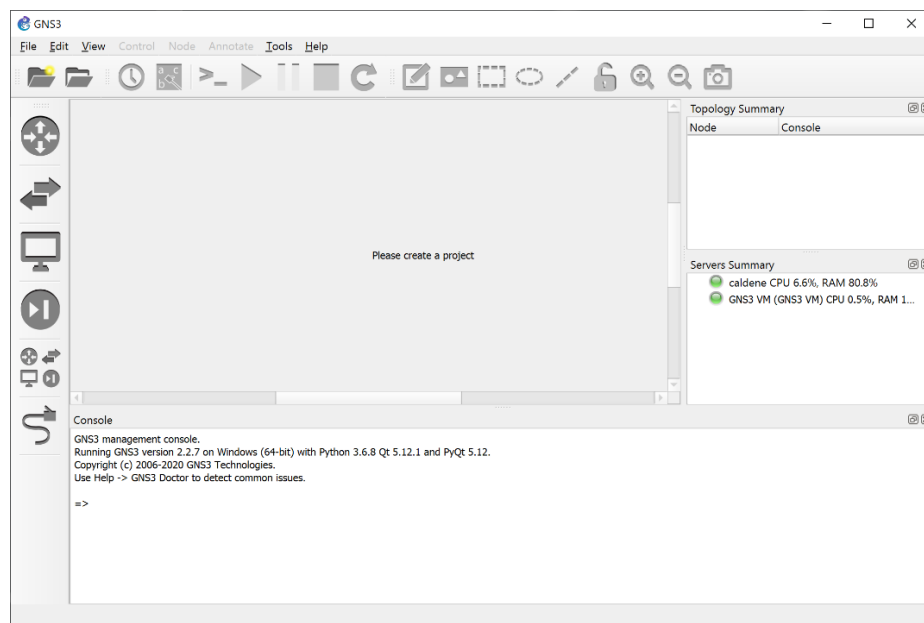 GNS3
File Edit View Control Node Annotate Tools Help
Please create a project
Topology Summary
Node Console
Servers Summary
caldene CPU 6.6%, RAM 80.8%
GNS3 VM (GNS3 VM) CPU 0.5%, RAM 1...
Console
GNS3 management console.
Running GNS3 version 2.2.7 on Windows (64-bit) with Python 3.6.8 Qt 5.12.1 and PyQt 5.12.
Copyright (c) 2006-2020 GNS3 Technologies.
Use Help -> GNS3 Doctor to detect common issues.
=>